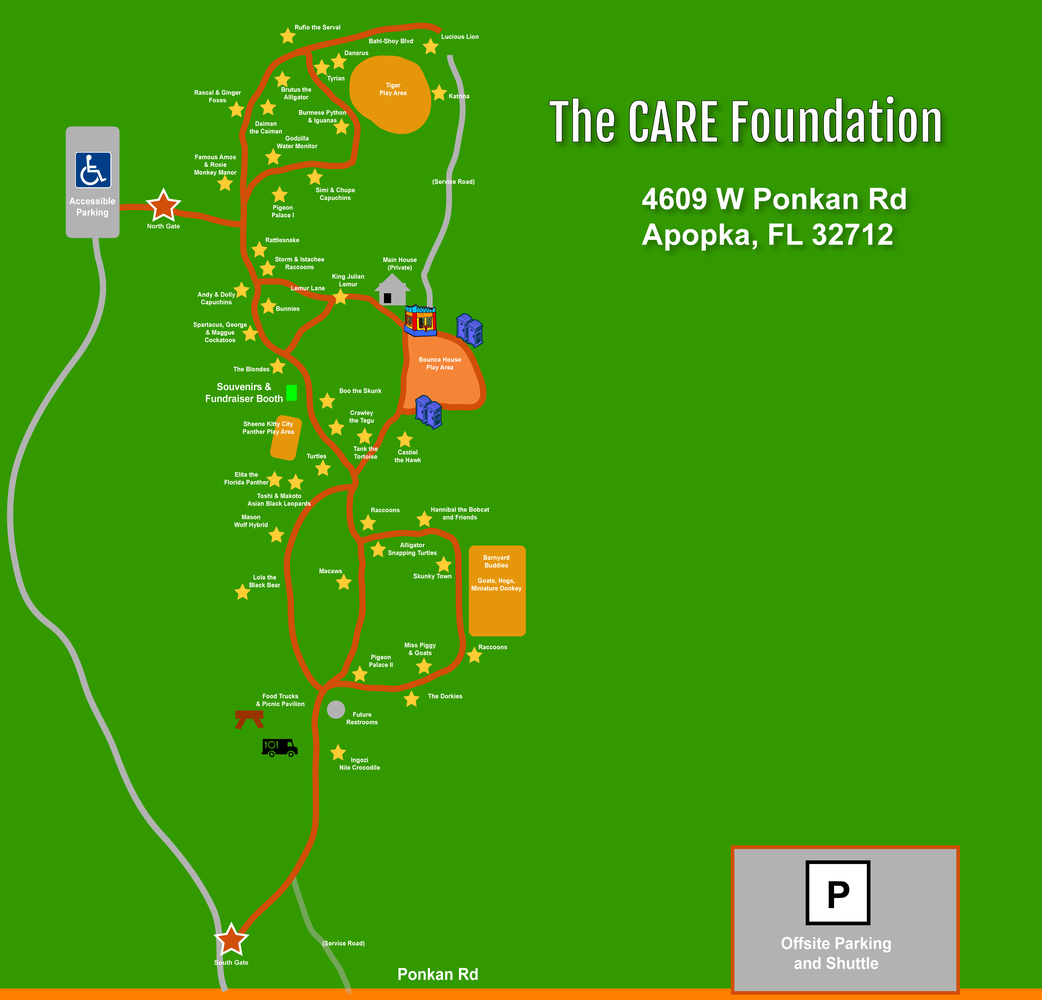 The CARE Foundation
4609 W Ponkan Rd
Apopka, FL 32712
Rufio the Serval
Bahl-Shoy Blvd
Lucious Lion
Danarus
Tyrian
Tiger
Play Area
Brutus the
Alligator
Katrina
Rascal & Ginger
Foxes
Burmese Python
& Iguanas
Daiman
the Caiman
Godzilla
Water Monitor
Famous Amos
& Rosie
Monkey Manor
Simi & Chupe
Capuchins
(Service Road)
Accessible
Parking
Pigeon
Palace I
North Gate
Rattlesnake
Storm & Istachee
Raccoons
Main House
(Private)
King Julian
Lemur
Lemur Lane
Andy & Dolly
Capuchins
Bunnies
Spartacus, George
& Maggue
Cockatoos
Bounce House
Play Area
The Blondes
Souvenirs &
Fundraiser Booth
Boo the Skunk
Crawley
the Tegu
Sheene Kitty City
Panther Play Area
Tank the
Tortoise
Castiel
the Hawk
Turtles
Elita the
Florida Panther
Toshi & Makoto
Asian Black Leopards
Raccoons
Hannibal the Bobcat
and Friends
Mason
Wolf Hybrid
Alligator
Snapping Turtles
Barnyard
Buddies
Goats, Hogs,
Miniature Donkey
Skunky Town
Macaws
Lola the
Black Bear
Miss Piggy
& Goats
Raccoons
Pigeon
Palace II
The Dorkies
Food Trucks
& Picnic Pavilion
Future
Restrooms
Ingozi
Nile Crocodile
P
Offsite Parking
and Shuttle
(Service Road)
South Gate
Ponkan Rd